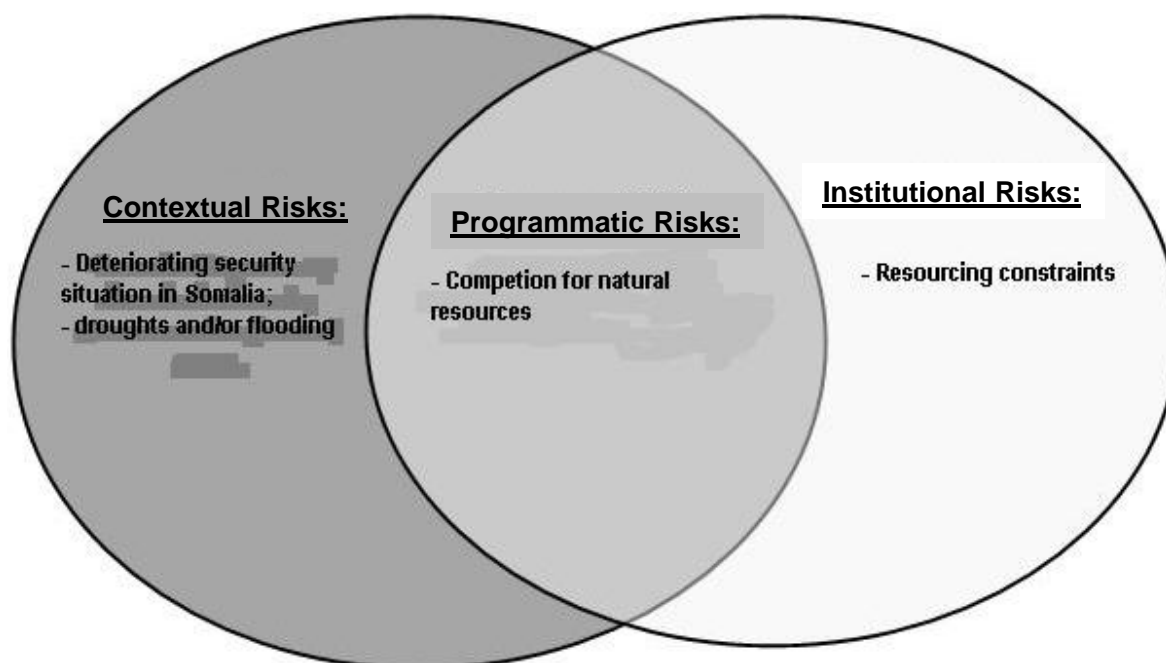 Contextual Risks:
- Deteriorating security
situation in Somalia;
- droughts and/or flooding
Programmatic Risks:
- Competion for natural
resources
Institutional Risks:
- Resourcing constraints